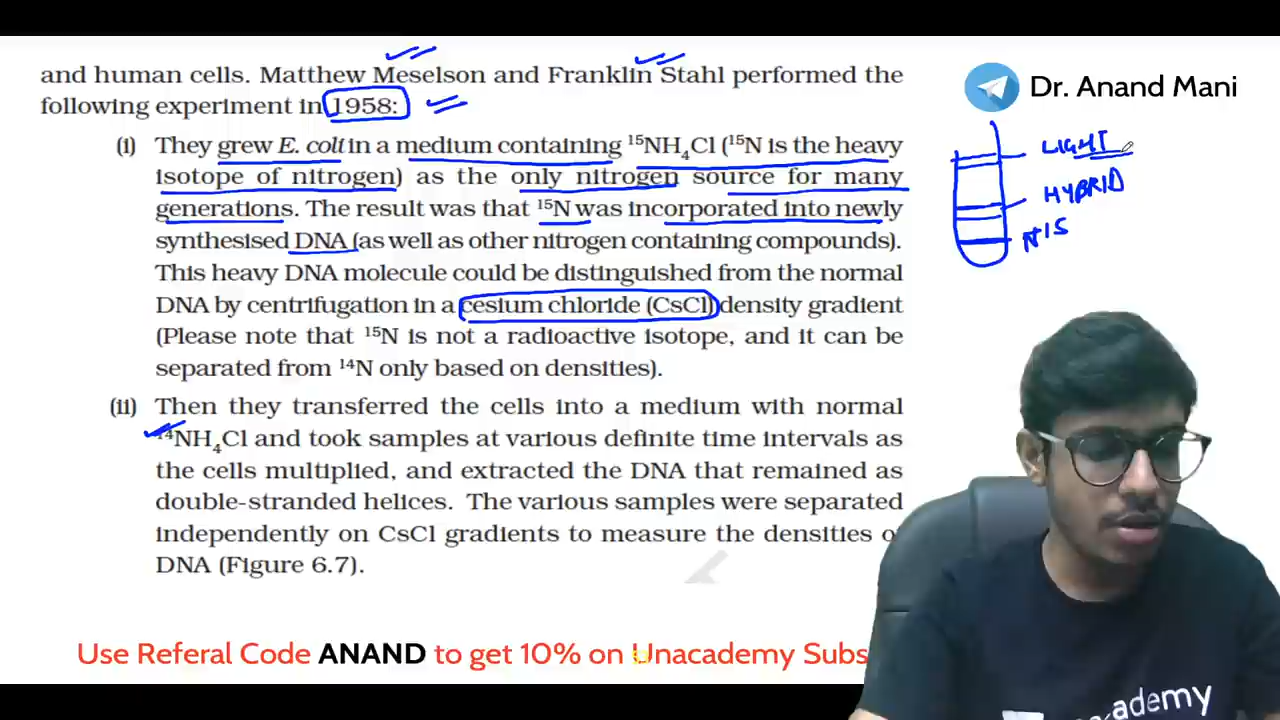 and human cells. Matthew Meselson and Franklin Stahl performed the
following experiment in 1958:
(i) They grew E. coli in a medium containing ¹⁵NH₄Cl (¹⁵N is the heavy
isotope of nitrogen) as the only nitrogen source for many
generations. The result was that ¹⁵N was incorporated into newly
synthesised DNA (as well as other nitrogen containing compounds).
This heavy DNA molecule could be distinguished from the normal
DNA by centrifugation in a cesium chloride (CsCl) density gradient
(Please note that ¹⁵N is not a radioactive isotope, and it can be
separated from ¹⁴N only based on densities).
(ii) Then they transferred the cells into a medium with normal
¹⁴NH₄Cl and took samples at various definite time intervals as
the cells multiplied, and extracted the DNA that remained as
double-stranded helices. The various samples were separated
independently on CsCl gradients to measure the densities o
DNA (Figure 6.7).
Dr. Anand Mani
LIGHT
HYBRID
N15
Use Referal Code ANAND to get 10% on Unacademy Subs
academy